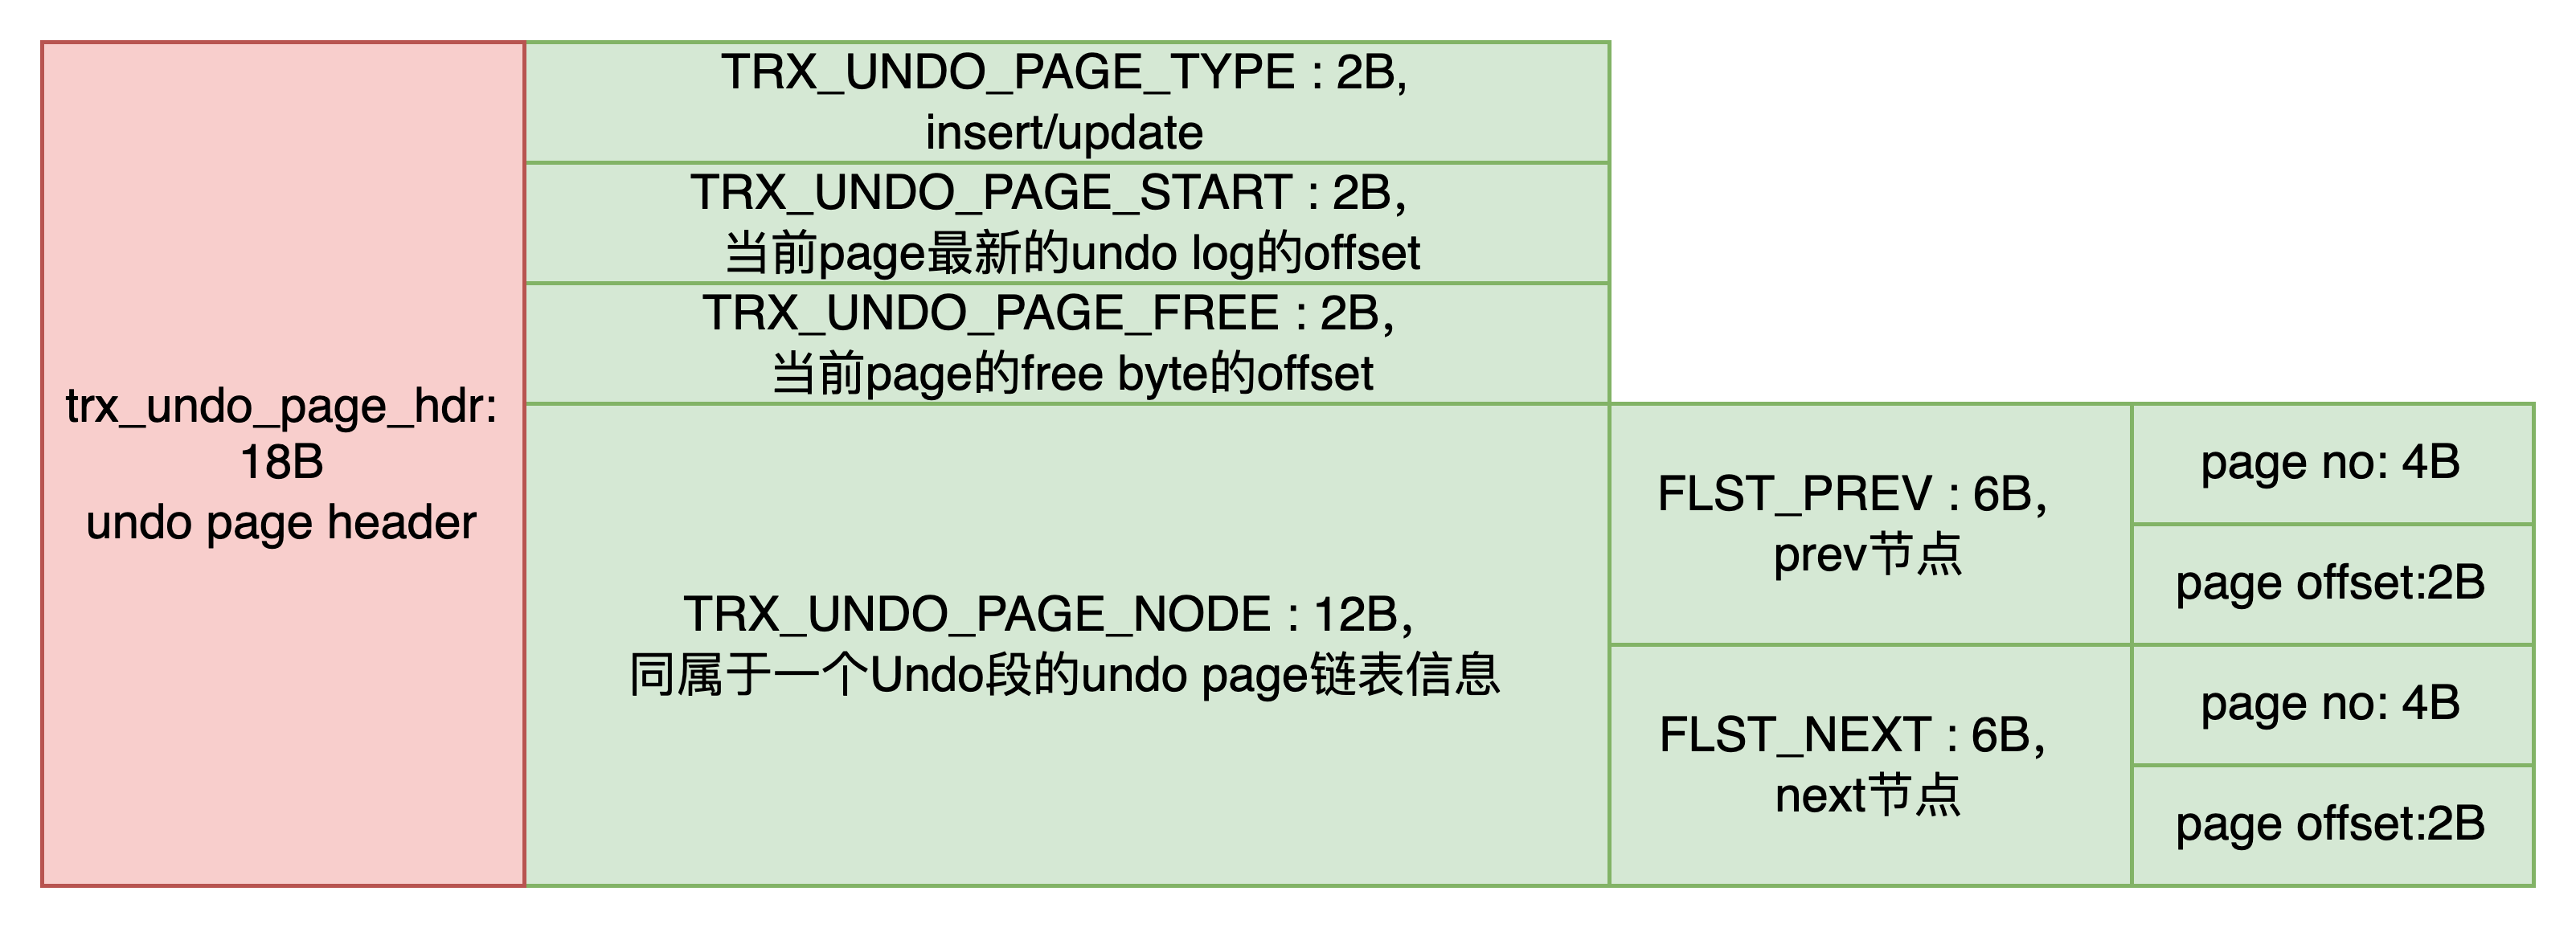 trx_undo_page_hdr:
18B
undo page header
TRX_UNDO_PAGE_TYPE : 2B,
insert/update
TRX_UNDO_PAGE_START : 2B,
当前page最新的undo log的offset
TRX_UNDO_PAGE_FREE : 2B,
当前page的free byte的offset
TRX_UNDO_PAGE_NODE : 12B,
同属于一个Undo段的undo page链表信息
FLST_PREV : 6B,
prev节点
page no: 4B
page offset:2B
FLST_NEXT : 6B,
next节点
page no: 4B
page offset:2B